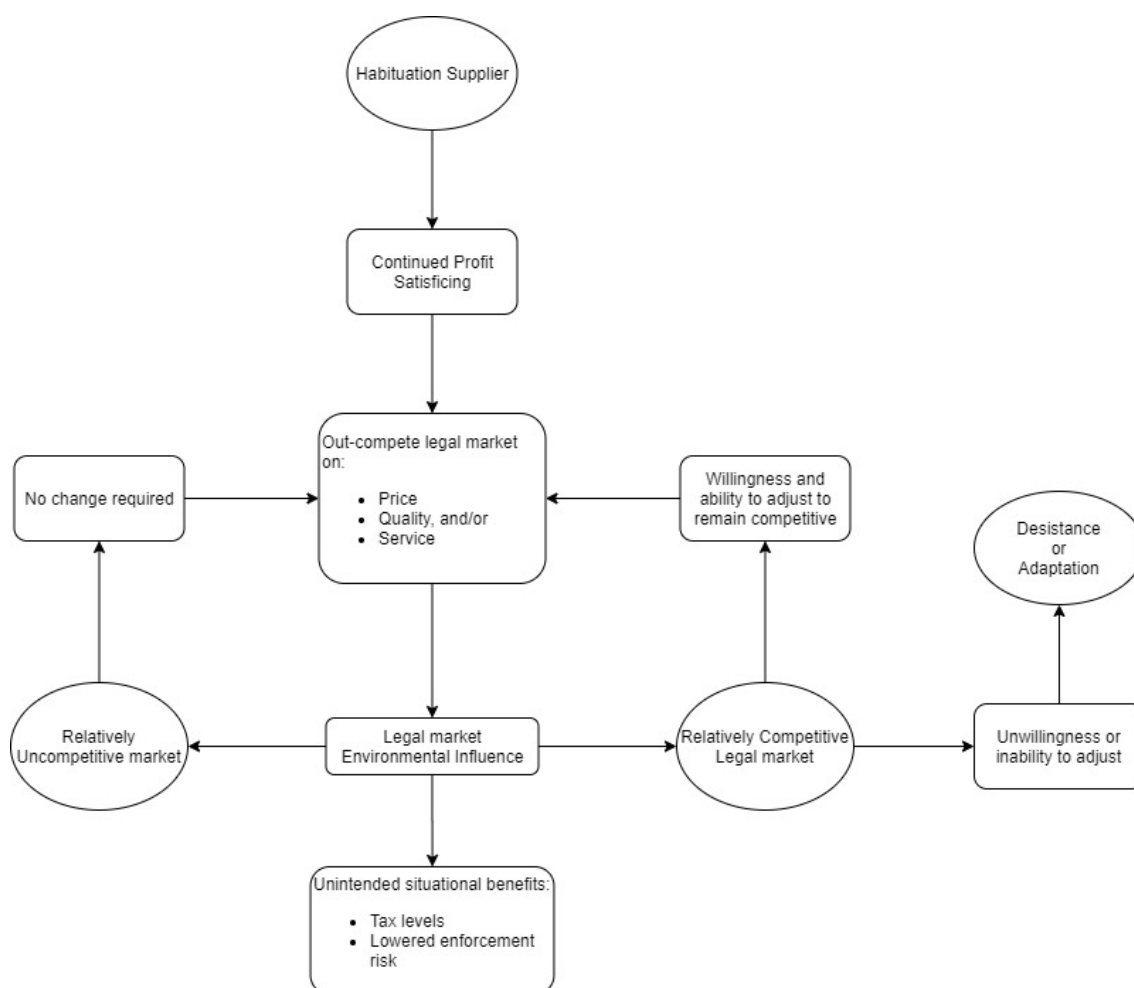 Habituation Supplier
Continued Profit
Satisficing
Out-compete legal market
on:
• Price
• Quality, and/or
• Service
No change required
Willingness and
ability to adjust to
remain competitive
Desistance
or
Adaptation
Relatively
Uncompetitive market
Legal market
Environmental Influence
Relatively Competitive
Legal market
Unwillingness or
inability to adjust
Unintended situational benefits:
• Tax levels
• Lowered enforcement
risk